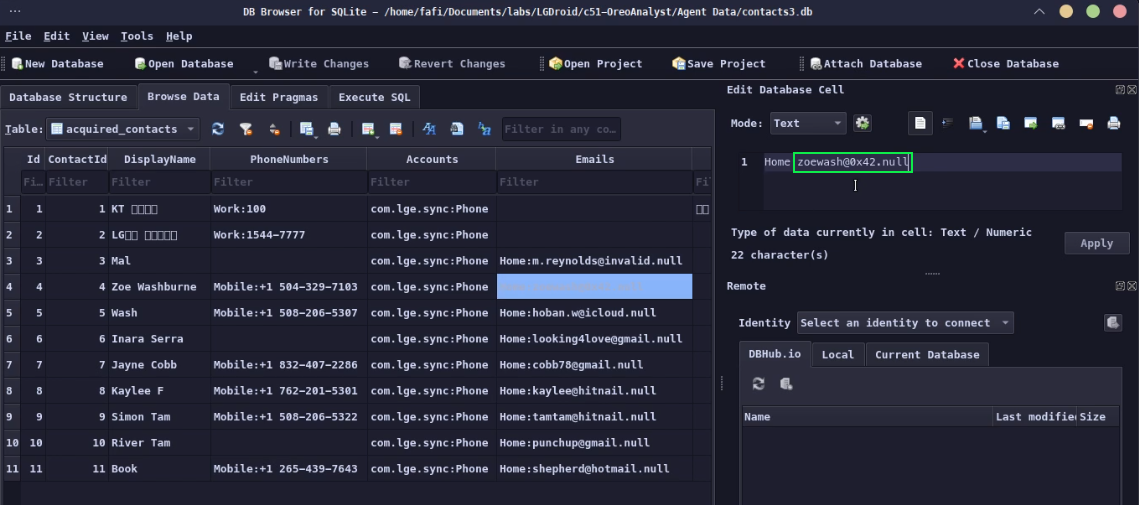 DB Browser for SQLite – /home/fafi/Documents/labs/LGDroid/c51-OreoAnalyst/Agent Data/contacts3.db
File Edit View Tools Help
New Database Open Database Write Changes Revert Changes Open Project Save Project Attach Database Close Database
Database Structure Browse Data Edit Pragmas Execute SQL
Table: acquired_contacts Filter in any co…
Id ContactId DisplayName PhoneNumbers Accounts Emails
Fi… Filter Filter Filter Filter Filter Fil
1 1 1 KT Work:100 com.lge.sync:Phone
2 2 2 LG Work:1544-7777 com.lge.sync:Phone
3 3 3 Mal com.lge.sync:Phone Home:m.reynolds@invalid.null
4 4 4 Zoe Washburne Mobile:+1 504-329-7103 com.lge.sync:Phone
5 5 5 Wash Mobile:+1 508-206-5307 com.lge.sync:Phone Home:hoban.w@icloud.null
6 6 6 Inara Serra com.lge.sync:Phone Home:looking4love@gmail.null
7 7 7 Jayne Cobb Mobile:+1 832-407-2286 com.lge.sync:Phone Home:cobb78@gmail.null
8 8 8 Kaylee F Mobile:+1 762-201-5301 com.lge.sync:Phone Home:kaylee@hitnail.null
9 9 9 Simon Tam Mobile:+1 508-206-5322 com.lge.sync:Phone Home:tamtam@hitnail.null
10 10 10 River Tam com.lge.sync:Phone Home:punchup@gmail.null
11 11 11 Book Mobile:+1 265-439-7643 com.lge.sync:Phone Home:shepherd@hotmail.null
Edit Database Cell
Mode: Text
1 Home zoewash@0x42.null
Type of data currently in cell: Text / Numeric
22 character(s)
Apply
Remote
Identity Select an identity to connect
DBHub.io Local Current Database
Name Last modified Size